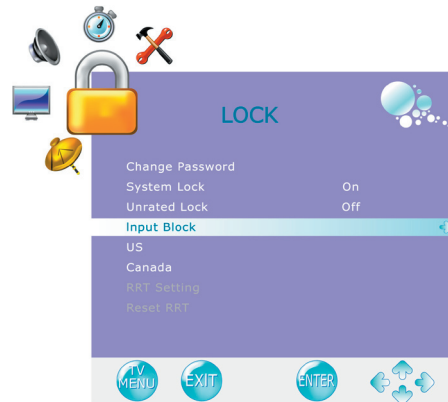 LOCK
Change Password
System Lock On
Unrated Lock Off
Input Block
US
Canada
RRT Setting
Reset RRT
TV
MENU EXIT ENTER